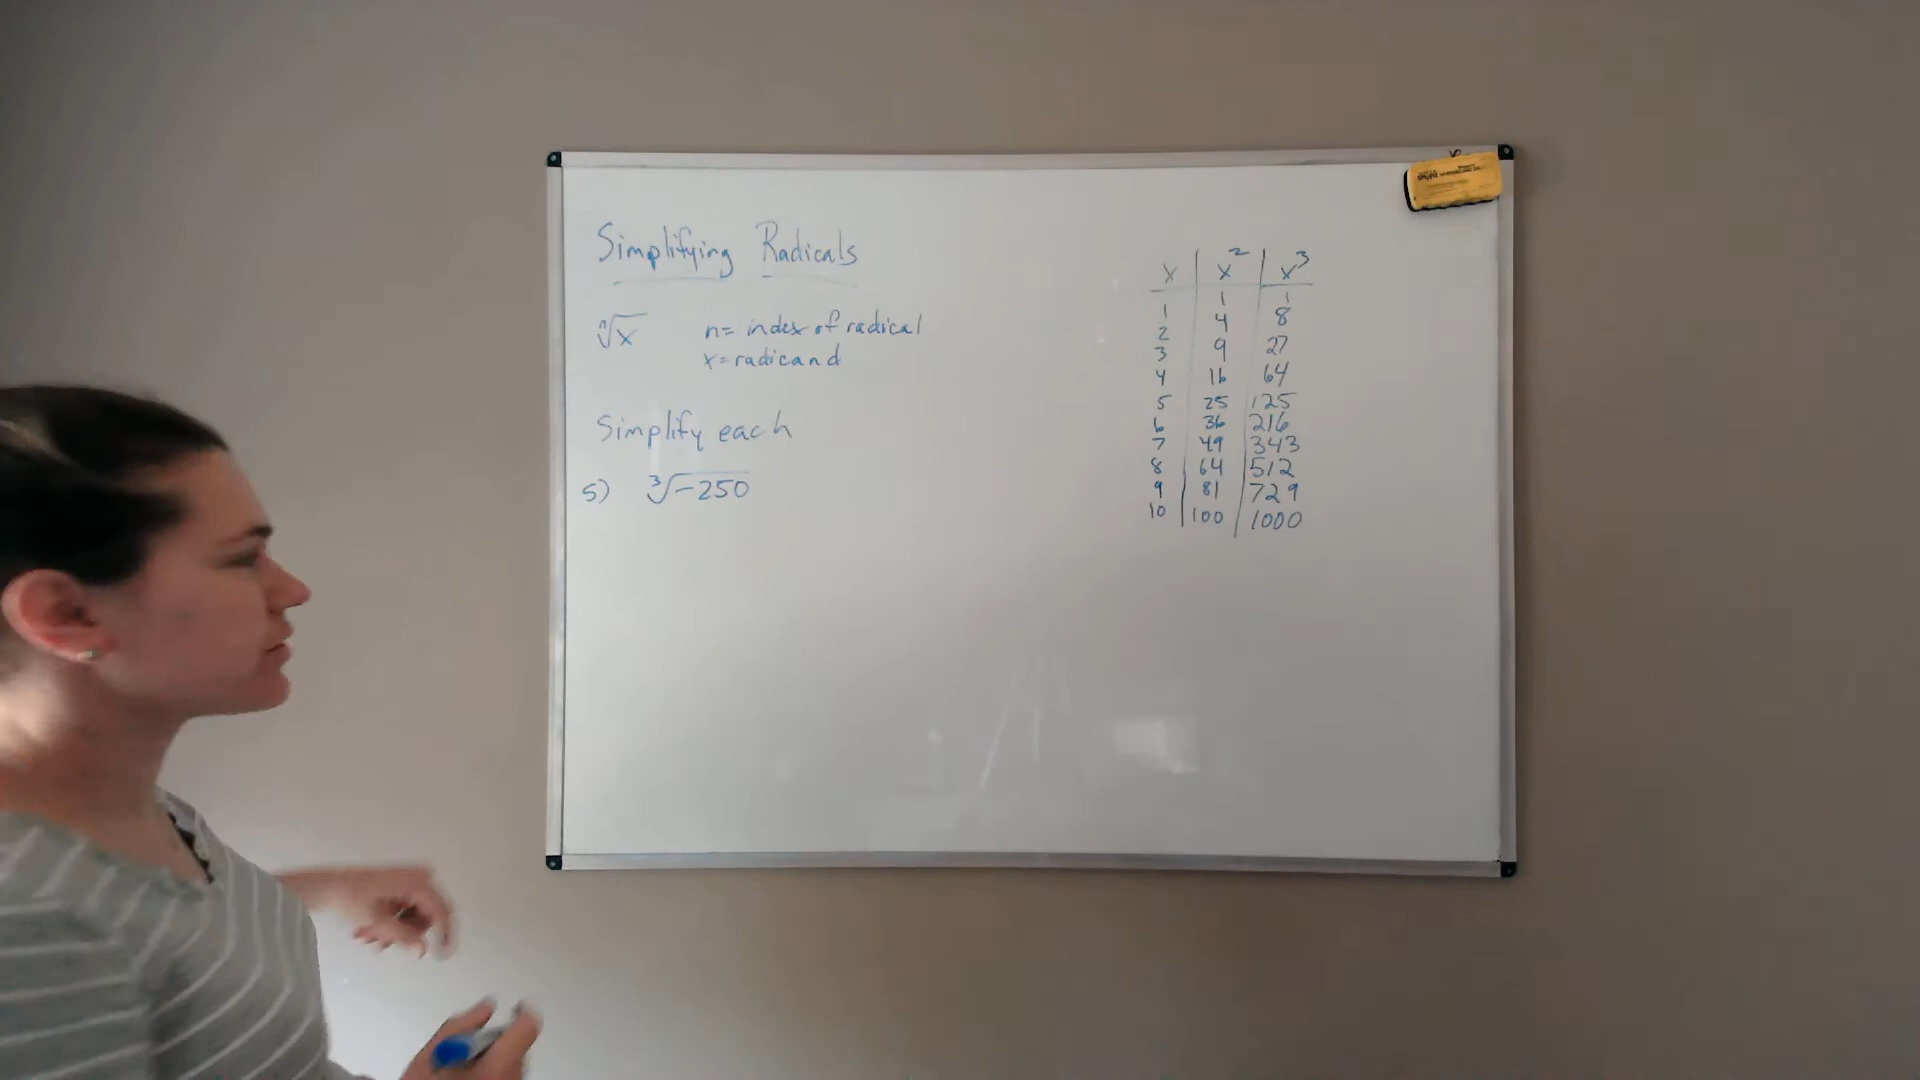 Simplifying Radicals
ⁿ√x n = index of radical
x = radicand
Simplify each
5) ³√-250
x | x² | x³
1 | 1 | 1
2 | 4 | 8
3 | 9 | 27
4 | 16 | 64
5 | 25 | 125
6 | 36 | 216
7 | 49 | 343
8 | 64 | 512
9 | 81 | 729
10 | 100 | 1000